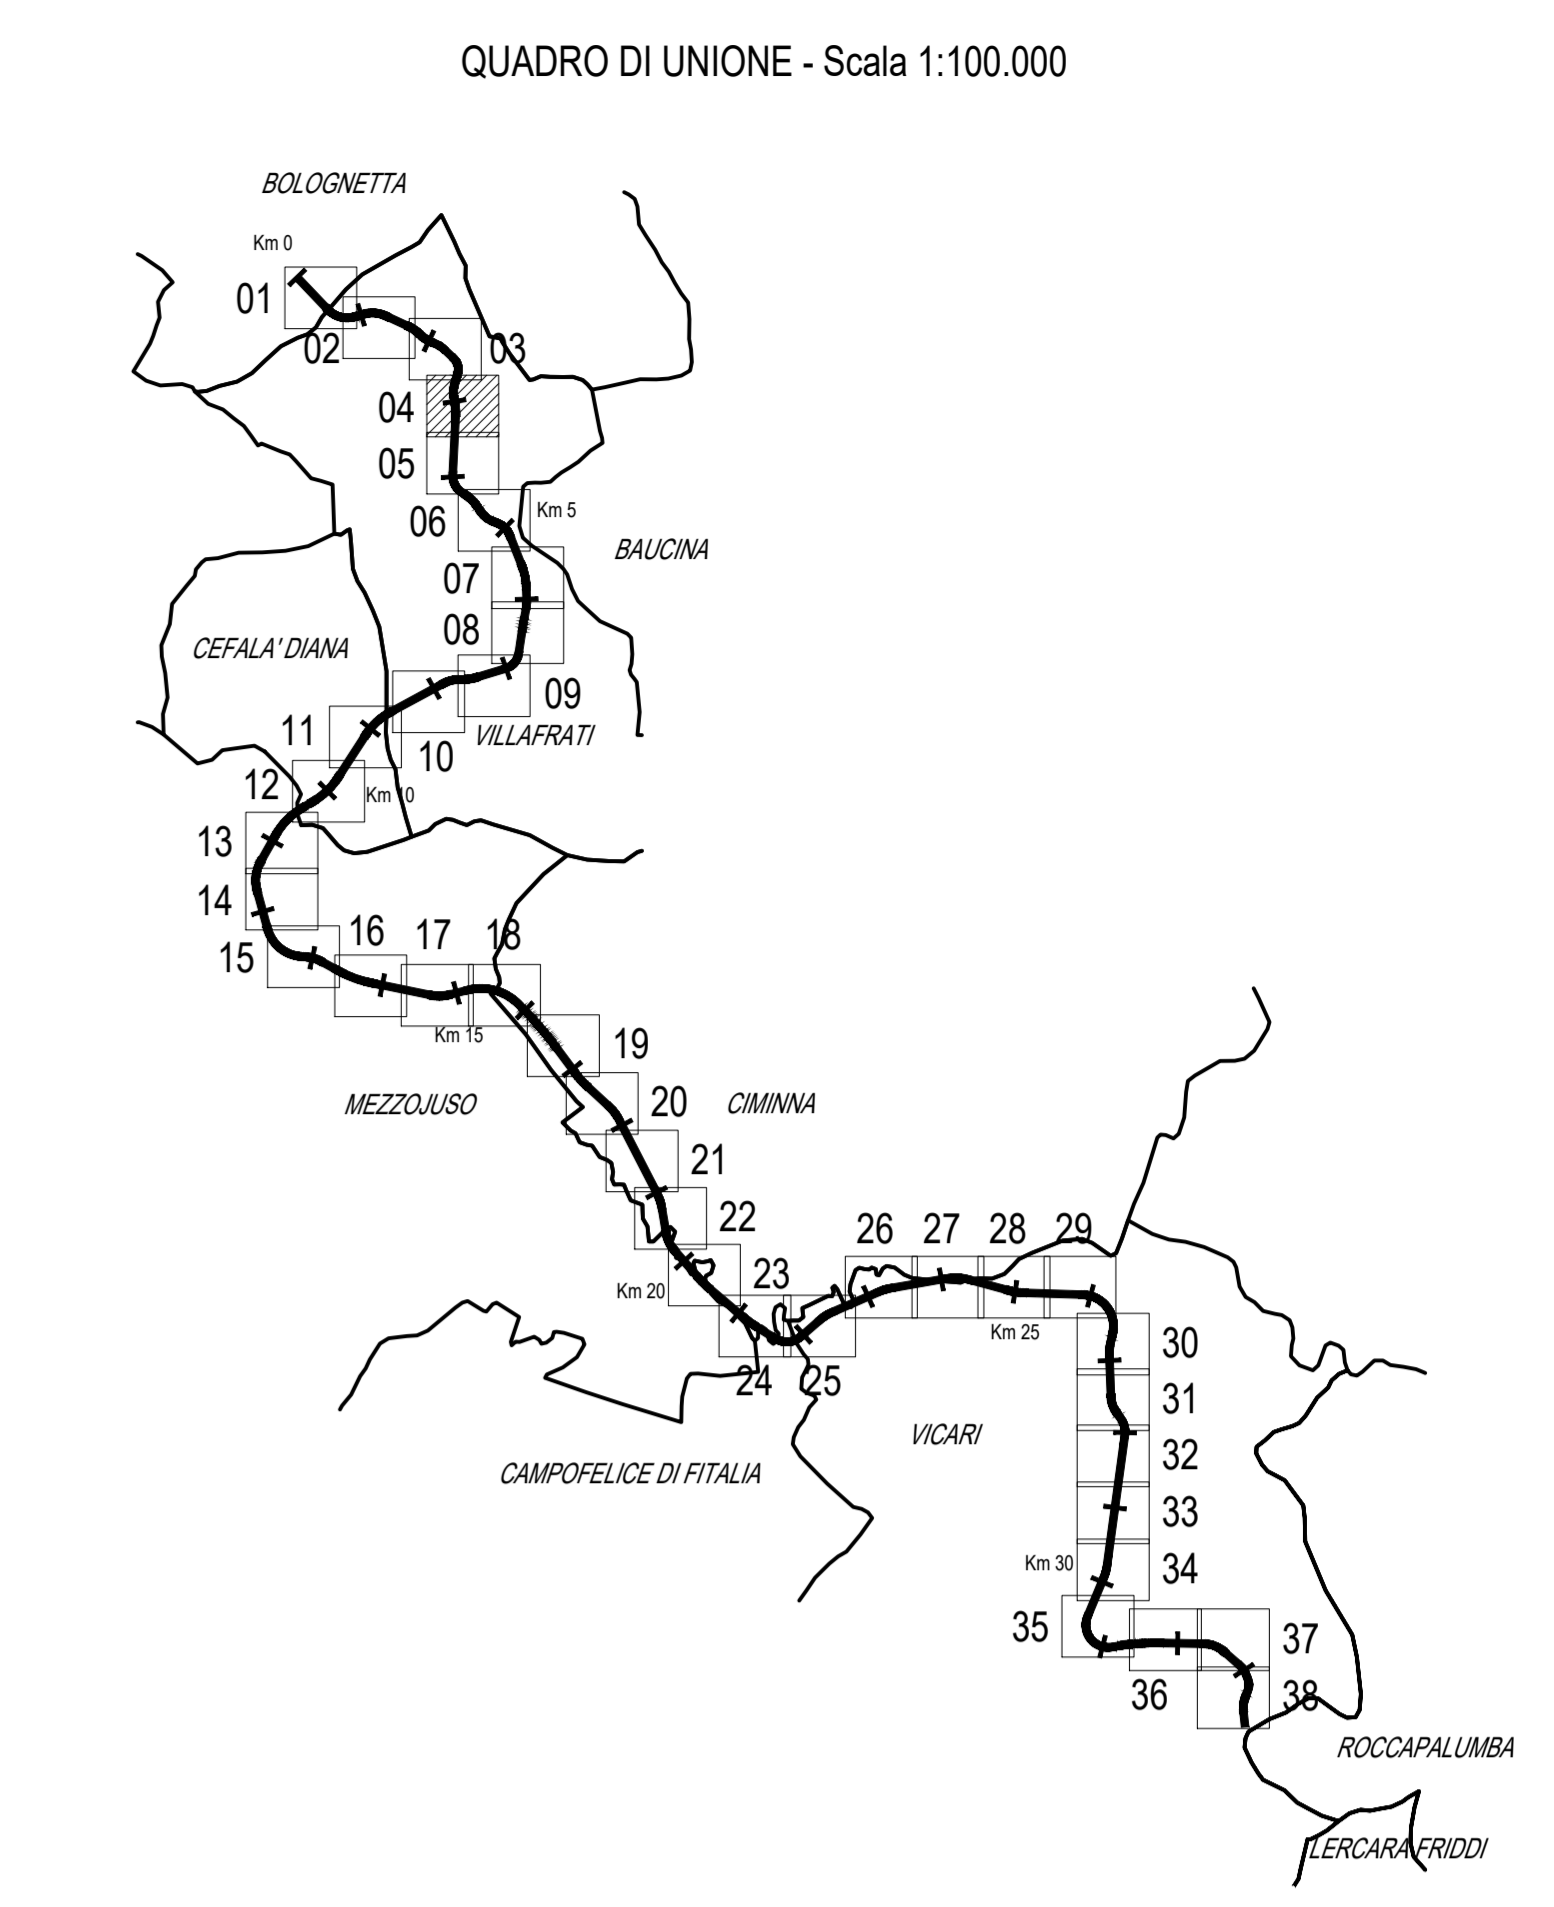 QUADRO DI UNIONE - Scala 1:100.000
BOLOGNETTA
Km 0
01
02
03
04
05
06
Km 5
BAUCINA
07
08
CEFALA' DIANA
09
VILLAFRATI
10
11
12
Km 10
13
14
15
16
17
18
Km 15
19
MEZZOJUSO
CIMINNA
20
21
22
Km 20
23
24
25
26
27
28
29
Km 25
30
31
VICARI
32
CAMPOFELICE DI FITALIA
33
Km 30
34
35
36
37
38
ROCCAPALUMBA
LERCARA FRIDDI